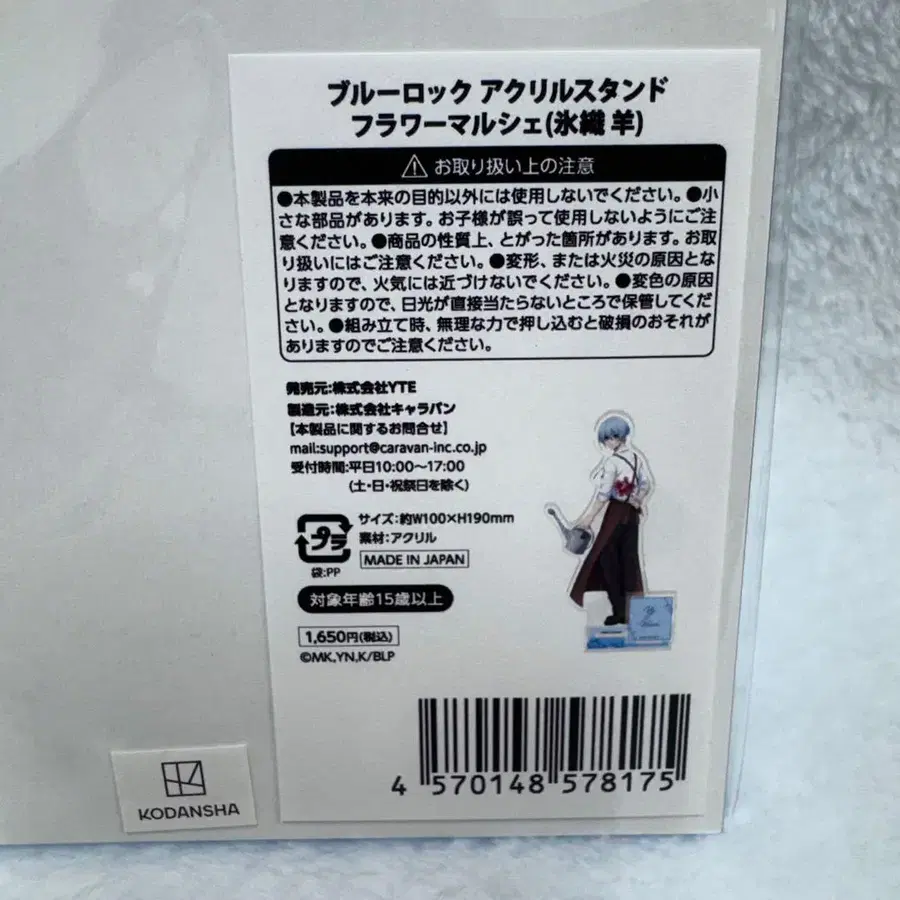 ブルーロック アクリルスタンド
フラワーマルシェ(氷織 羊)
お取り扱い上の注意
●本製品を本来の目的以外には使用しないでください。●小
さな部品があります。お子様が誤って使用しないようにご注
意ください。●商品の性質上、とがった箇所があります。お取
り扱いにはご注意ください。●変形、または火災の原因とな
りますので、火気には近づけないでください。●変色の原因
となりますので、日光が直接当たらないところで保管してくだ
さい。●組み立て時、無理な力で押し込むと破損のおそれが
ありますのでご注意ください。
発売元:株式会社YTE
製造元:株式会社キャラバン
【本製品に関するお問合せ】
mail:support@caravan-inc.co.jp
受付時間:平日10:00～17:00
(土・日・祝祭日を除く)
プラ
袋:PP
サイズ:約W100×H190mm
素材:アクリル
MADE IN JAPAN
対象年齢15歳以上
1,650円(税込)
©MK,YN,K/BLP
4 570148 578175
KODANSHA